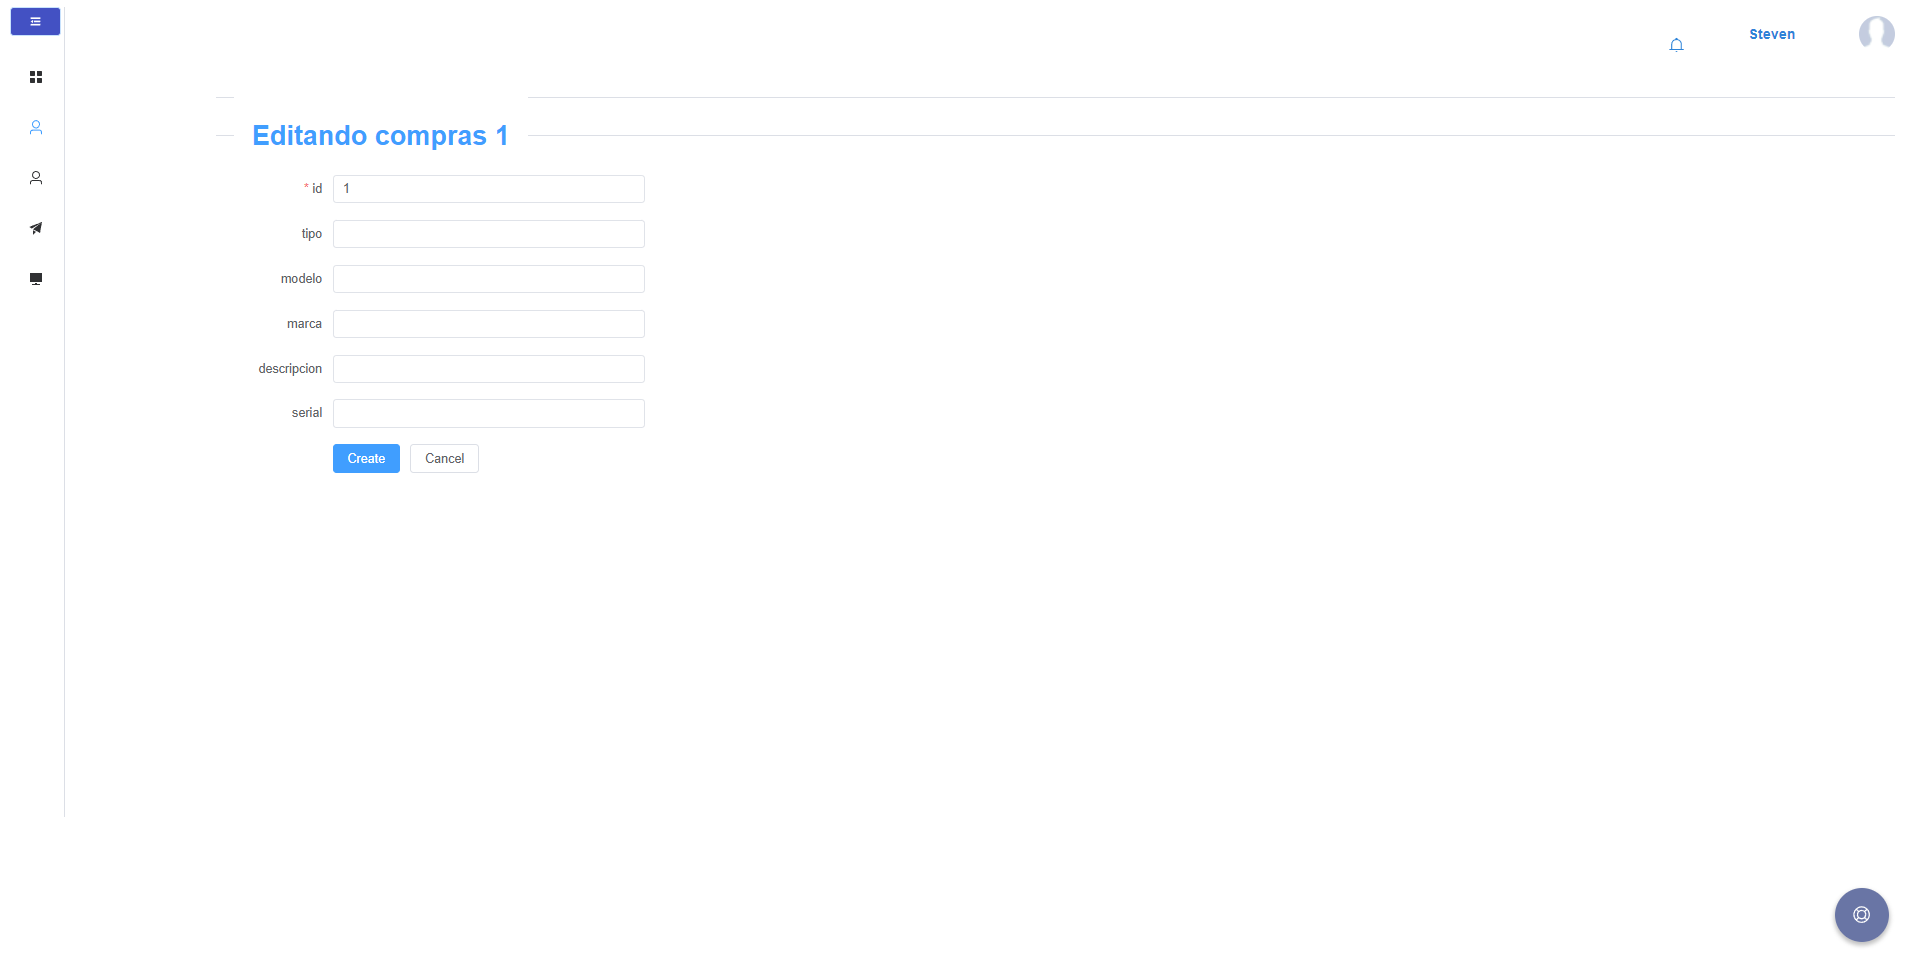 Steven
Editando compras 1
* id 1
tipo
modelo
marca
descripcion
serial
Create Cancel